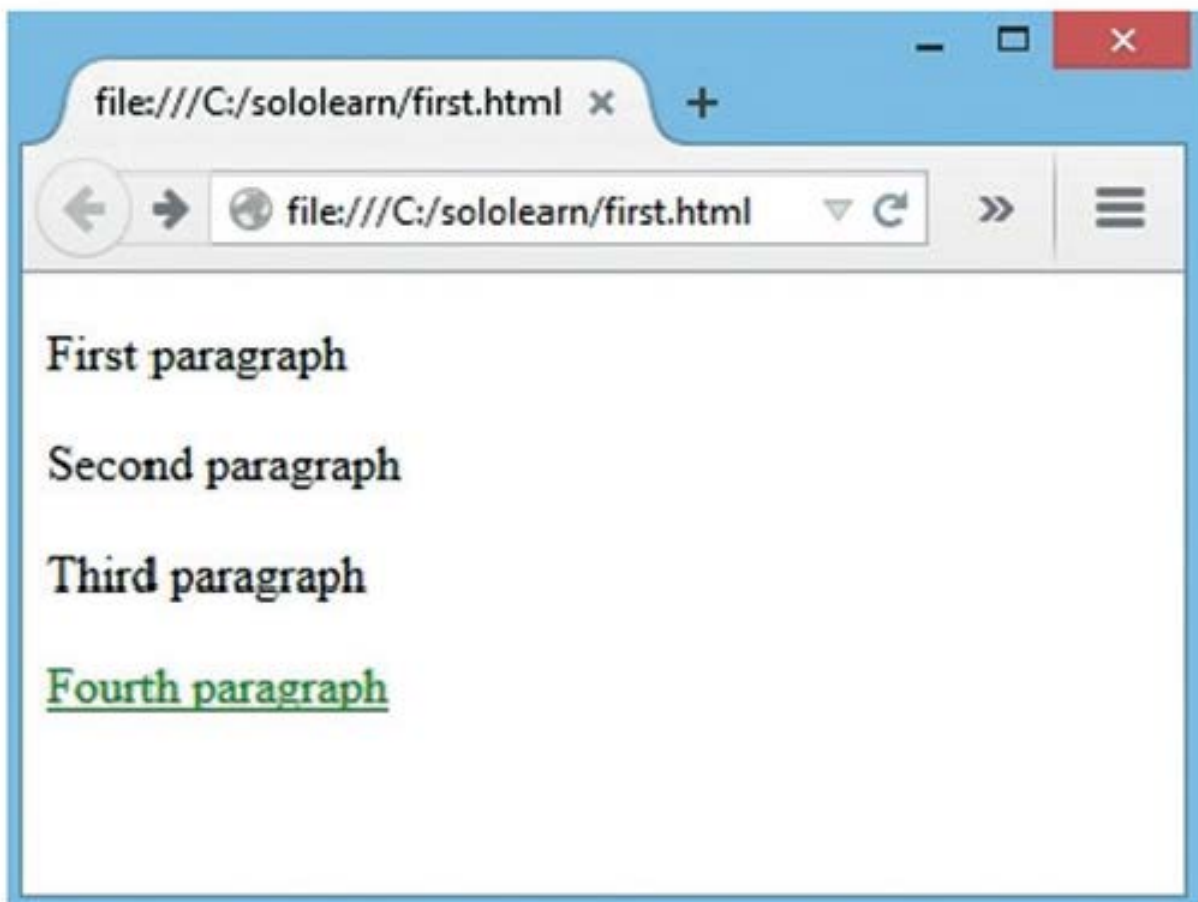 file:///C:/sololearn/first.html
file:///C:/sololearn/first.html
First paragraph
Second paragraph
Third paragraph
Fourth paragraph